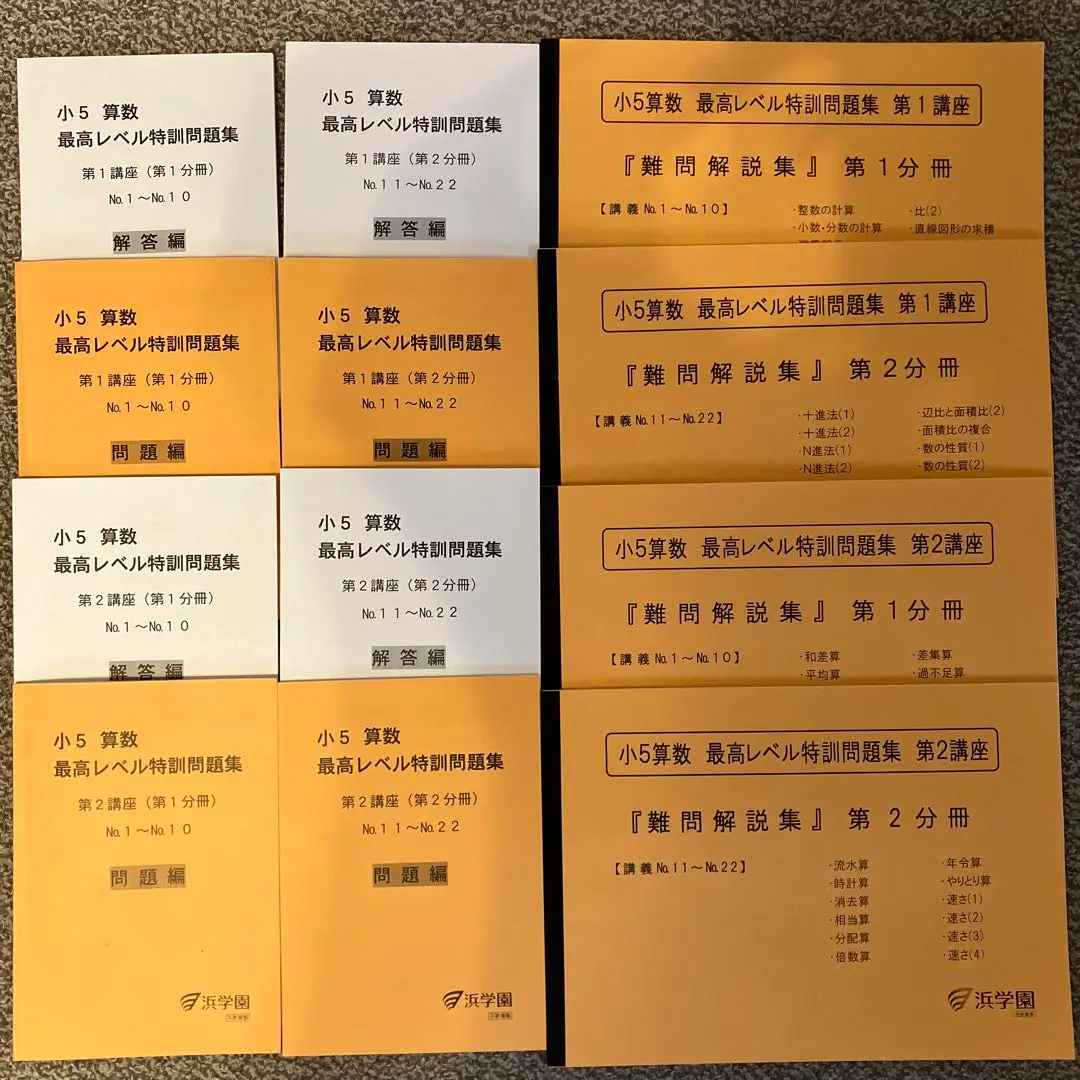 小5 算数
最高レベル特訓問題集
第1講座（第1分冊）
No.1～No.10
解答編
小5 算数
最高レベル特訓問題集
第1講座（第2分冊）
No.11～No.22
解答編
小5算数 最高レベル特訓問題集 第1講座
『難問解説集』 第1分冊
【講義No.1～No.10】
・整数の計算
・小数・分数の計算
・比(2)
・直線図形の求積
小5 算数
最高レベル特訓問題集
第1講座（第1分冊）
No.1～No.10
問題編
小5 算数
最高レベル特訓問題集
第1講座（第2分冊）
No.11～No.22
問題編
小5算数 最高レベル特訓問題集 第1講座
『難問解説集』 第2分冊
【講義No.11～No.22】
・十進法(1)
・十進法(2)
・N進法(1)
・N進法(2)
・辺比と面積比(2)
・面積比の複合
・数の性質(1)
・数の性質(2)
小5 算数
最高レベル特訓問題集
第2講座（第1分冊）
No.1～No.10
解答編
小5 算数
最高レベル特訓問題集
第2講座（第2分冊）
No.11～No.22
解答編
小5算数 最高レベル特訓問題集 第2講座
『難問解説集』 第1分冊
【講義No.1～No.10】
・和差算
・平均算
・差集算
・過不足算
小5 算数
最高レベル特訓問題集
第2講座（第1分冊）
No.1～No.10
問題編
浜学園
不許複製
小5 算数
最高レベル特訓問題集
第2講座（第2分冊）
No.11～No.22
問題編
浜学園
不許複製
小5算数 最高レベル特訓問題集 第2講座
『難問解説集』 第2分冊
【講義No.11～No.22】
・流水算
・時計算
・消去算
・相当算
・分配算
・倍数算
・年令算
・やりとり算
・速さ(1)
・速さ(2)
・速さ(3)
・速さ(4)
浜学園
不許複製